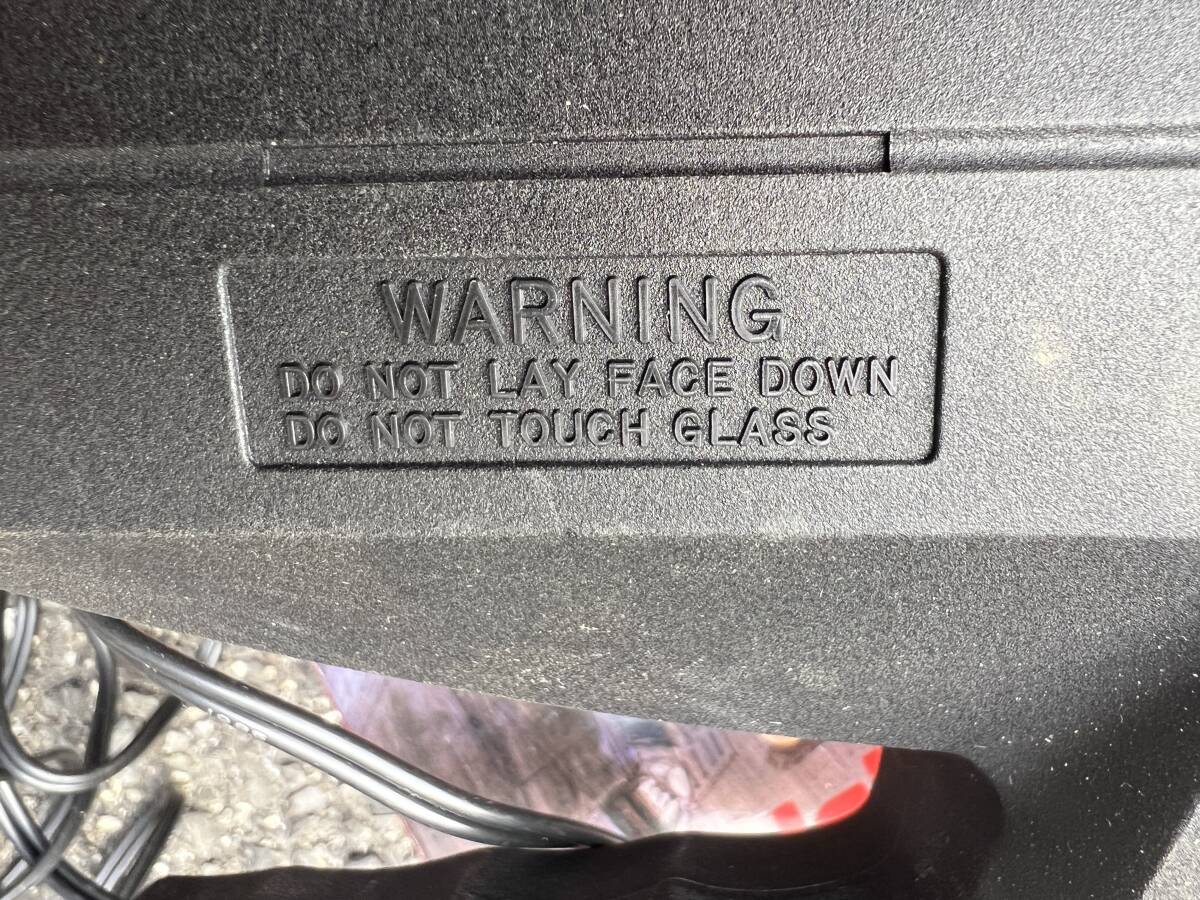 WARNING
DO NOT LAY FACE DOWN
DO NOT TOUCH GLASS